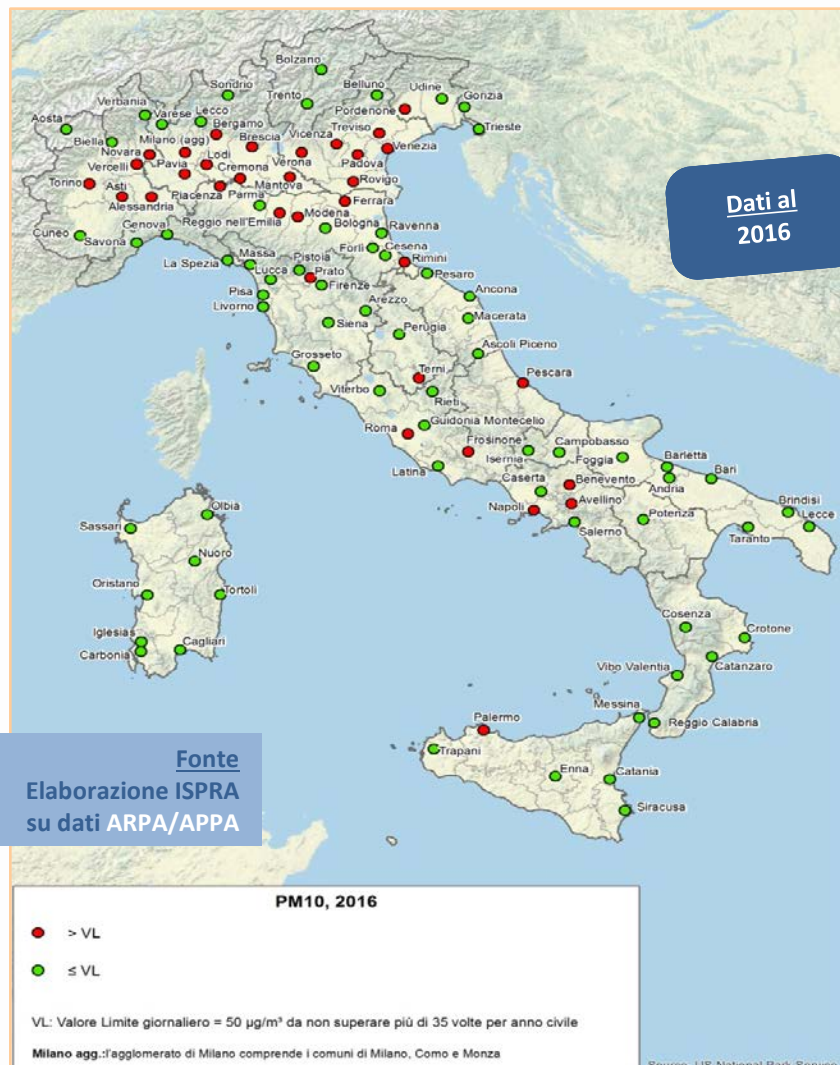 Bolzano
Sondrio
Belluno
Udine
Verbania
Trento
Gorizia
Aosta
Varese
Lecco
Pordenone
Bergamo
Treviso
Trieste
Biella
Milano (agg)
Brescia
Vicenza
Novara
Venezia
Vercelli
Pavia
Lodi
Verona
Padova
Torino
Cremona
Asti
Mantova
Rovigo
Piacenza
Parma
Alessandria
Ferrara
Reggio nell'Emilia
Modena
Genova
Bologna
Ravenna
Cuneo
Savona
Forlì
Cesena
Massa
Pistoia
Rimini
La Spezia
Lucca
Prato
Pesaro
Firenze
Pisa
Arezzo
Ancona
Livorno
Siena
Perugia
Macerata
Grosseto
Ascoli Piceno
Terni
Pescara
Viterbo
Rieti
Guidonia Montecelio
Roma
Frosinone
Campobasso
Isernia
Foggia
Barletta
Latina
Caserta
Bari
Benevento
Andria
Avellino
Brindisi
Napoli
Potenza
Lecce
Olbia
Salerno
Taranto
Sassari
Nuoro
Oristano
Tortolì
Cosenza
Crotone
Iglesias
Cagliari
Carbonia
Vibo Valentia
Catanzaro
Messina
Palermo
Reggio Calabria
Trapani
Enna
Catania
Siracusa
Dati al
2016
Fonte
Elaborazione ISPRA
su dati ARPA/APPA
PM10, 2016
> VL
≤ VL
VL: Valore Limite giornaliero = 50 µg/m³ da non superare più di 35 volte per anno civile
Milano agg.:l'agglomerato di Milano comprende i comuni di Milano, Como e Monza
Source: US National Park Service